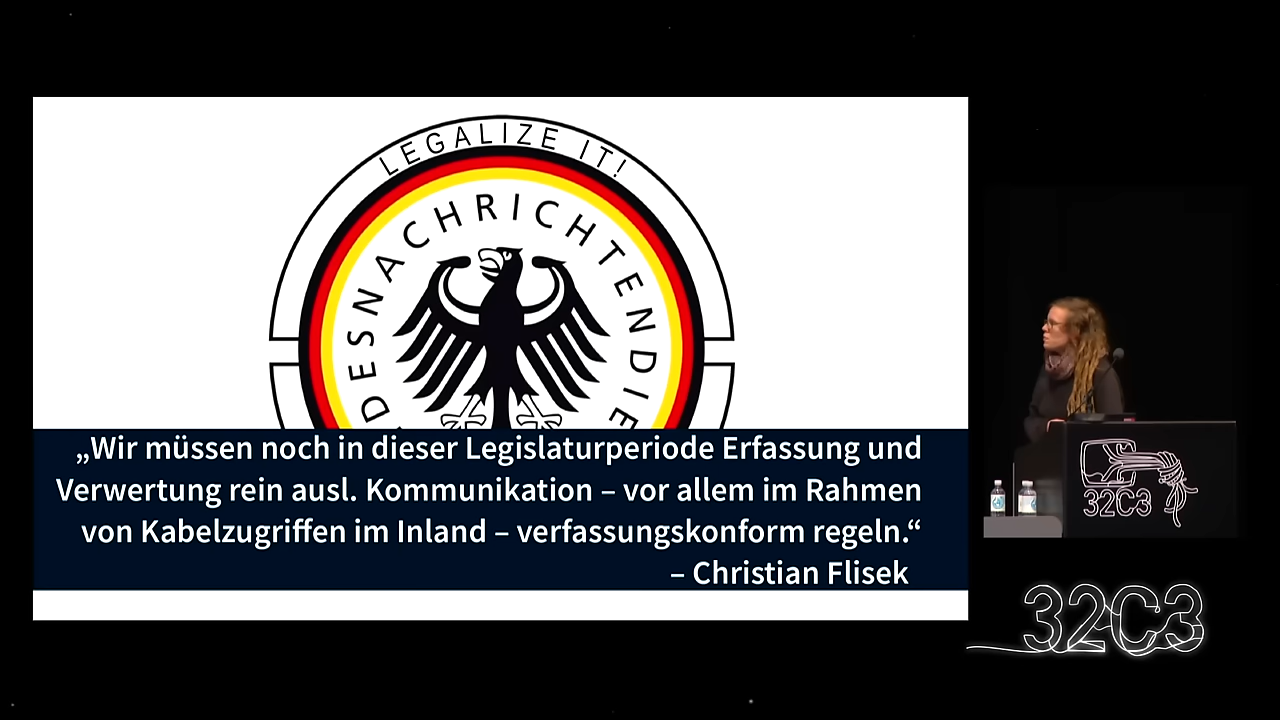 LEGALIZE IT!
DESNACHRICHTENDIE
„Wir müssen noch in dieser Legislaturperiode Erfassung und
Verwertung rein ausl. Kommunikation – vor allem im Rahmen
von Kabelzugriffen im Inland – verfassungskonform regeln.“
– Christian Flisek
32C3
32C3